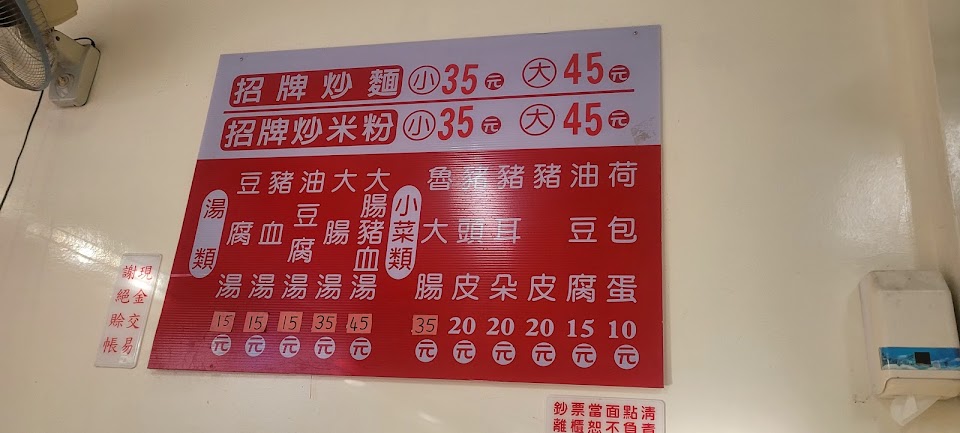 招牌炒麵 小35元 大45元
招牌炒米粉 小35元 大45元
湯類
豆腐湯 15元
豬血湯 15元
油豆腐湯 15元
大腸湯 35元
大腸豬血湯 45元
小菜類
魯大腸 35元
豬頭皮 20元
豬耳朵 20元
豬皮 20元
油豆腐 15元
荷包蛋 10元
現金交易
謝絕賒帳
鈔票當面點清
離櫃恕不負責